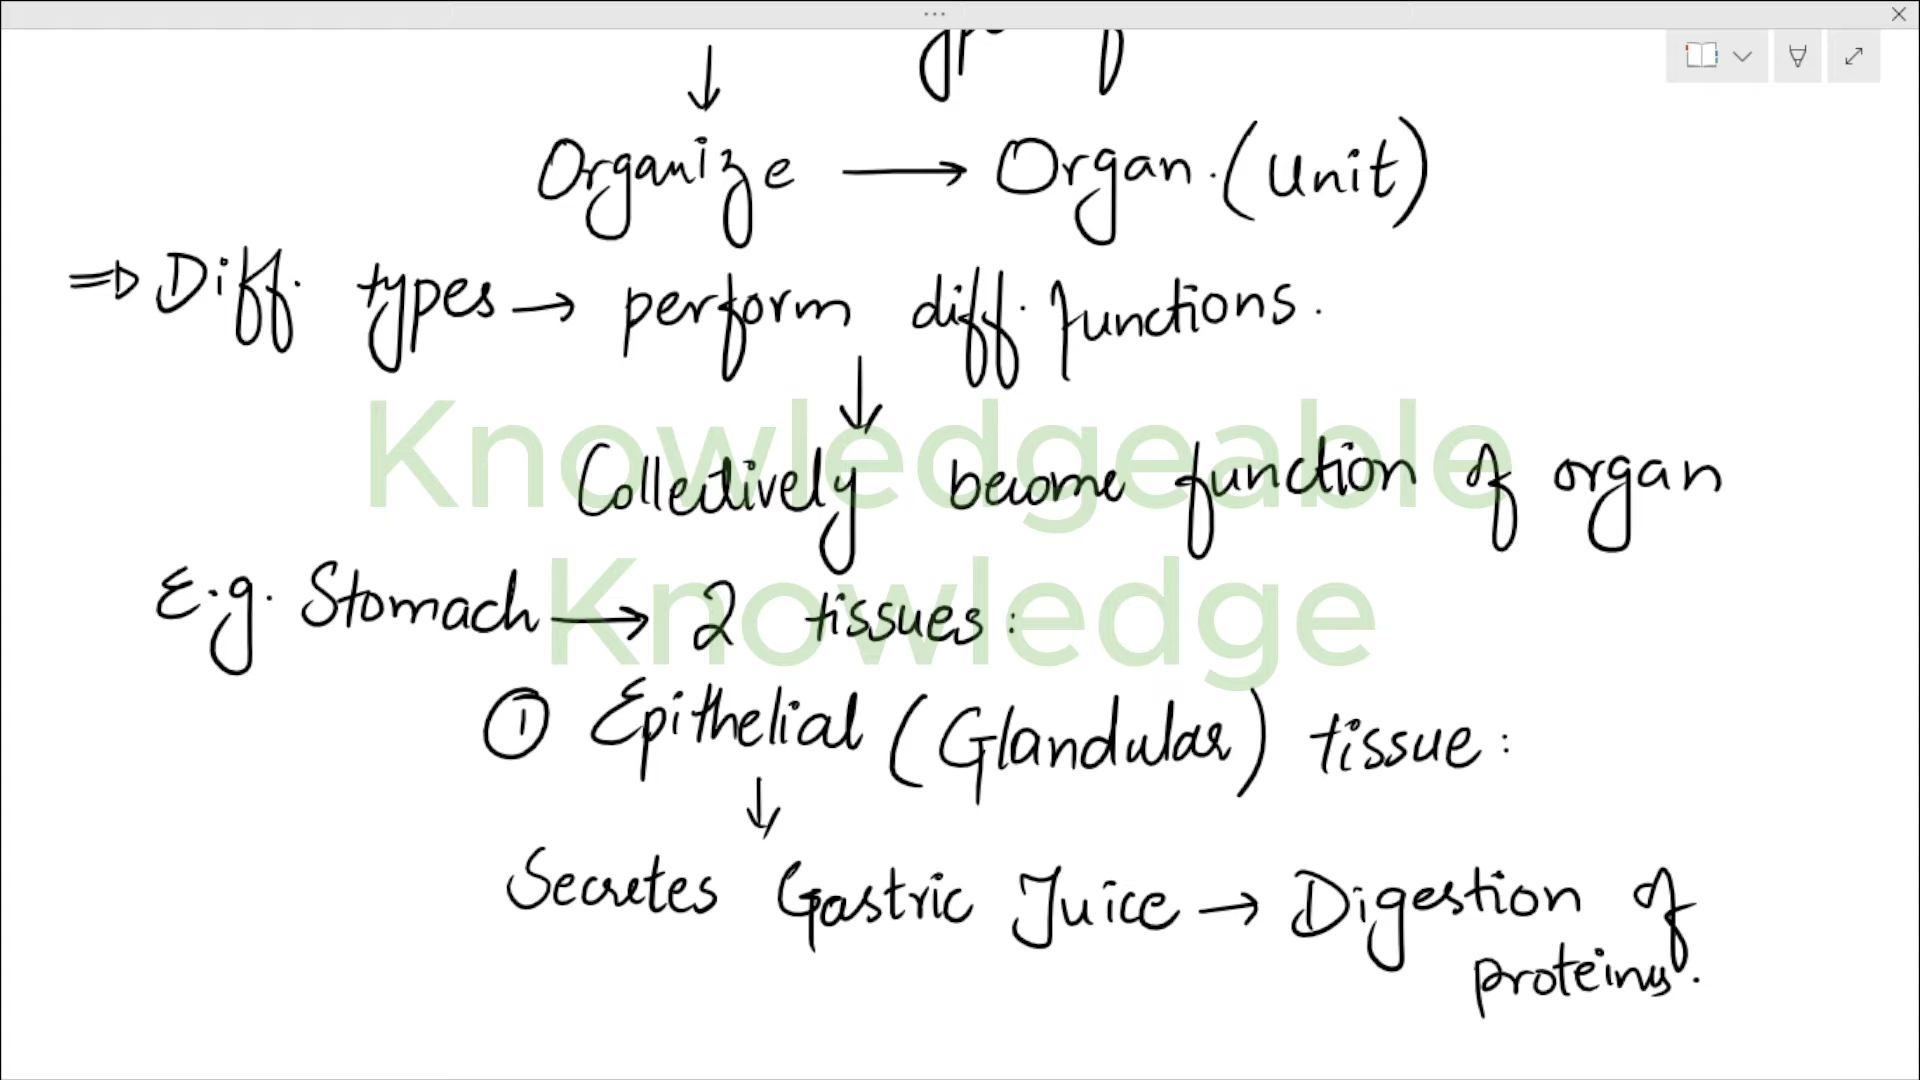 ↓
Organize → Organ. (Unit)
⇒ Diff. types → perform diff. functions.
↓
Collectively become function of organ
E.g. Stomach → 2 tissues:
① Epithelial (Glandular) tissue:
↓
Secretes Gastric Juice → Digestion of
proteins.
Knowledgeable
Knowledge